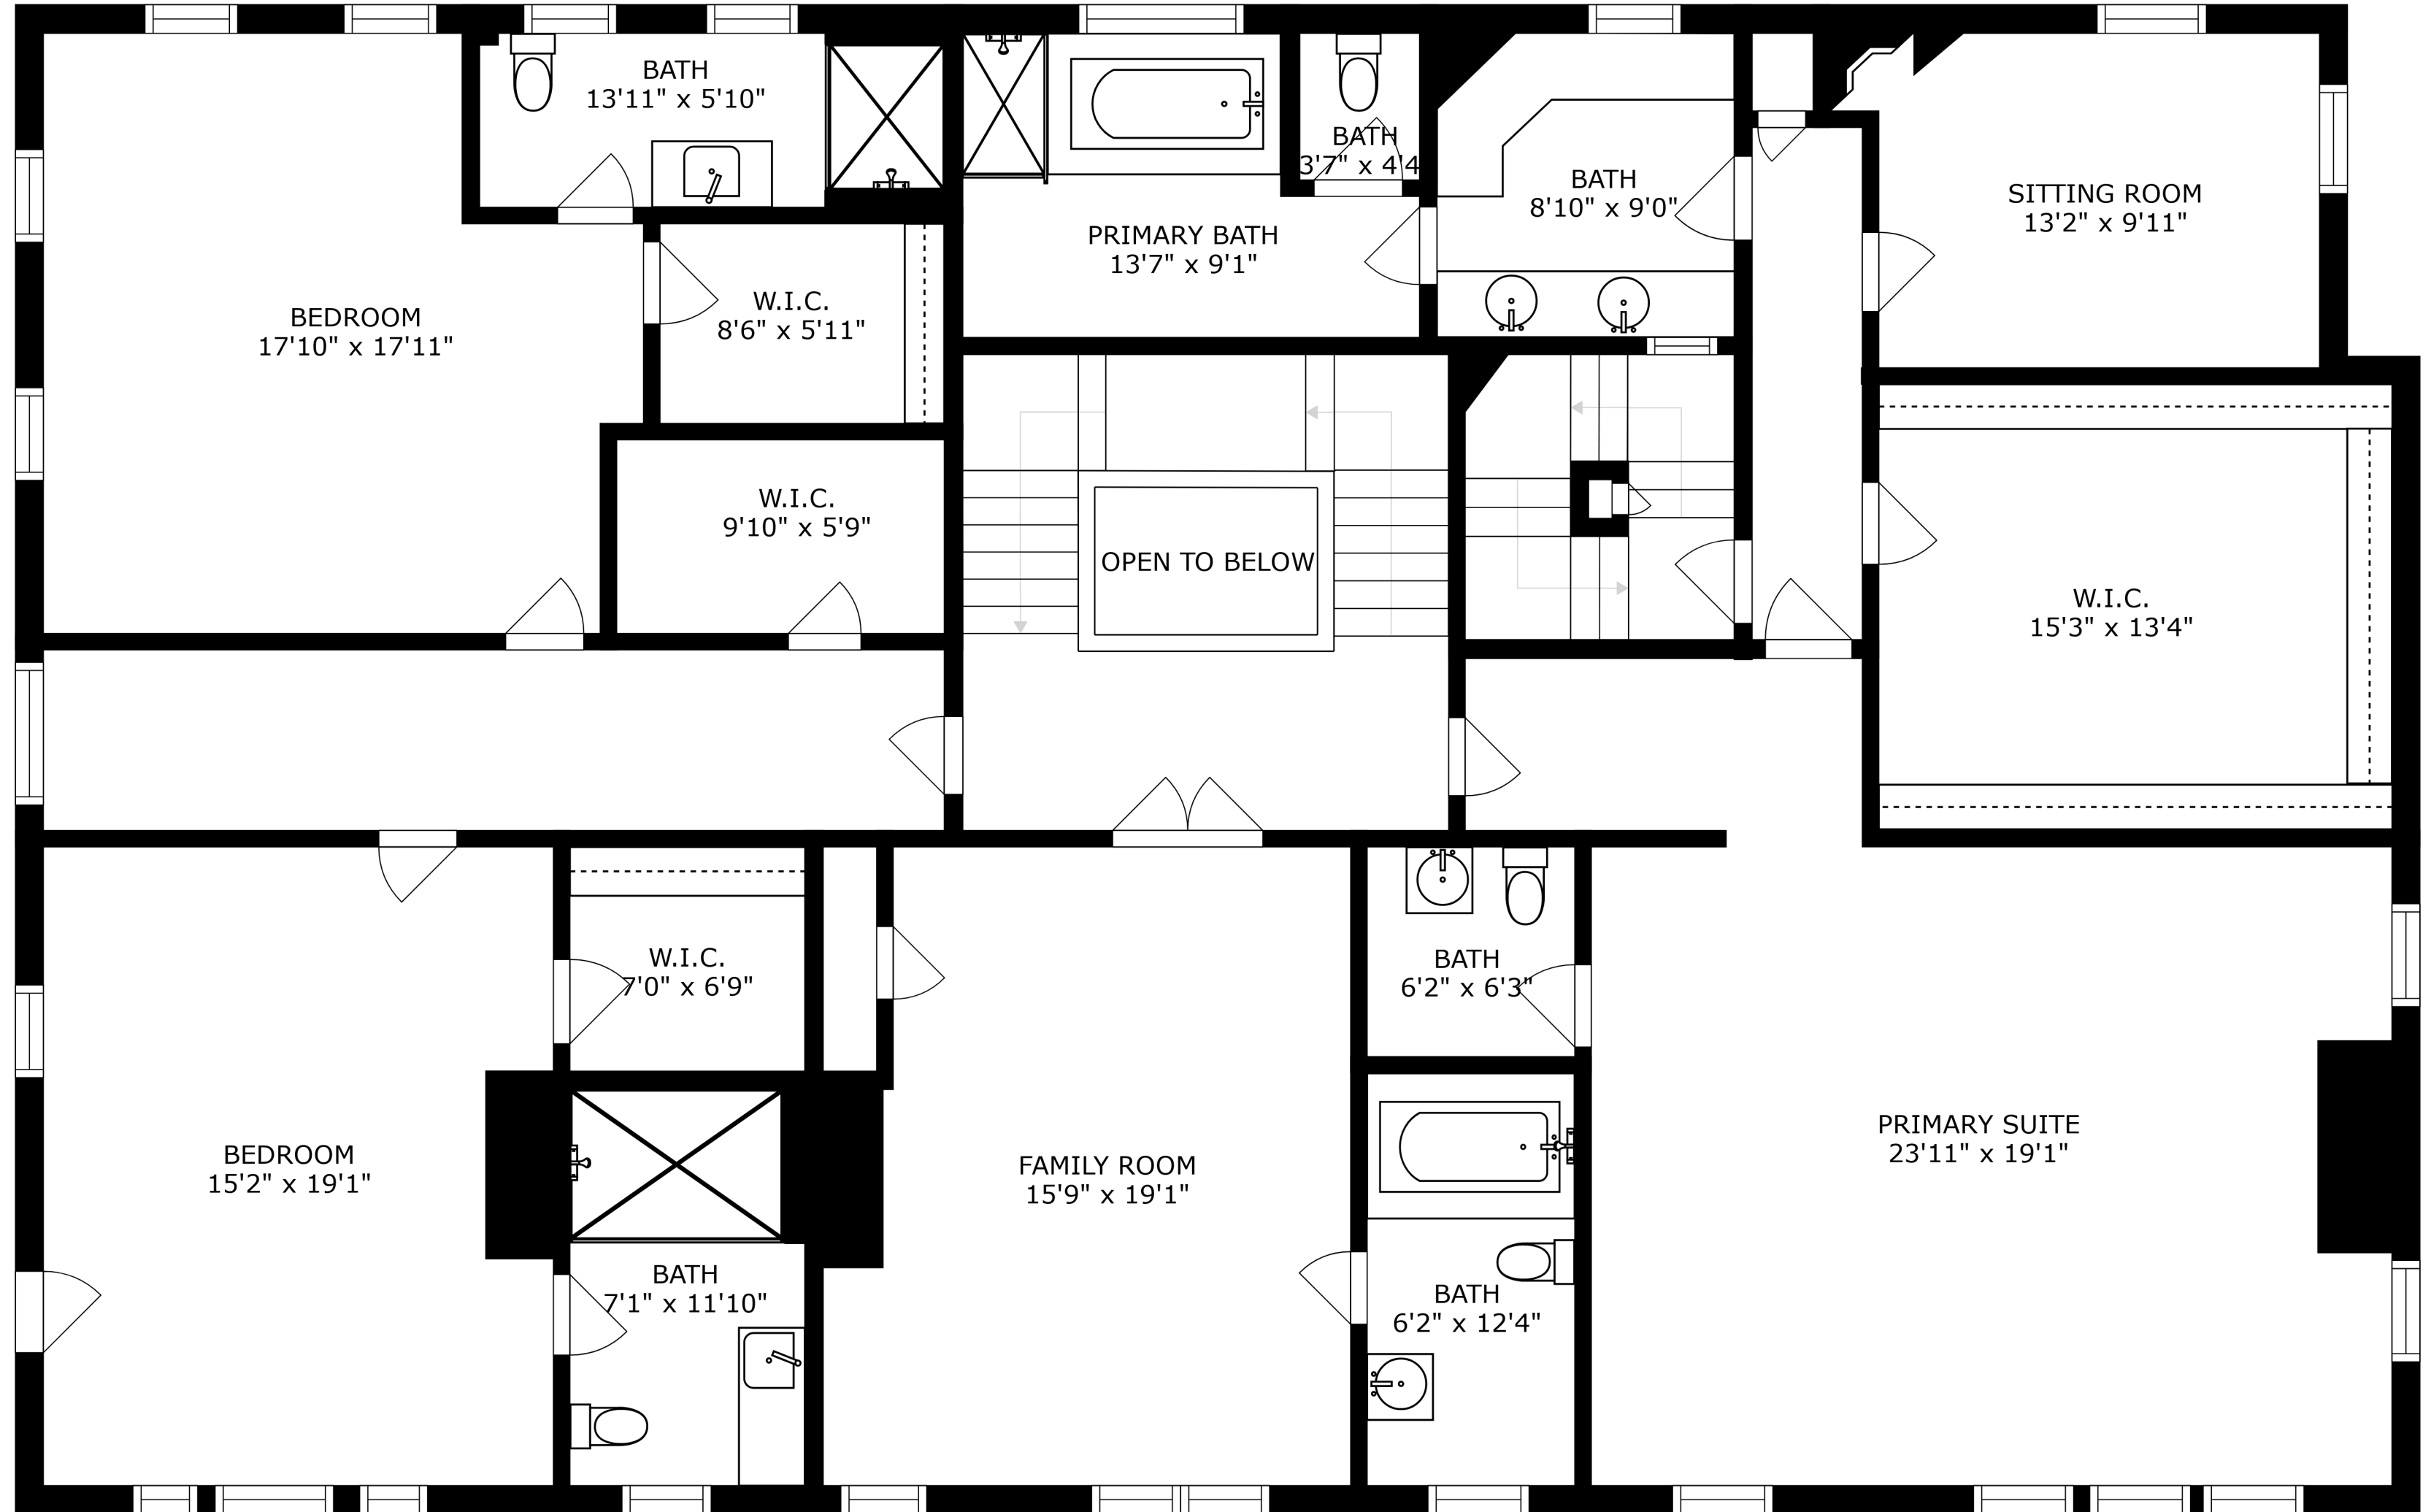 BATH
13'11" x 5'10"
BATH
3'7" x 4'4
BATH
8'10" x 9'0"
SITTING ROOM
13'2" x 9'11"
PRIMARY BATH
13'7" x 9'1"
W.I.C.
8'6" x 5'11"
BEDROOM
17'10" x 17'11"
W.I.C.
9'10" x 5'9"
OPEN TO BELOW
W.I.C.
15'3" x 13'4"
W.I.C.
7'0" x 6'9"
BATH
6'2" x 6'3"
PRIMARY SUITE
23'11" x 19'1"
BEDROOM
15'2" x 19'1"
FAMILY ROOM
15'9" x 19'1"
BATH
7'1" x 11'10"
BATH
6'2" x 12'4"